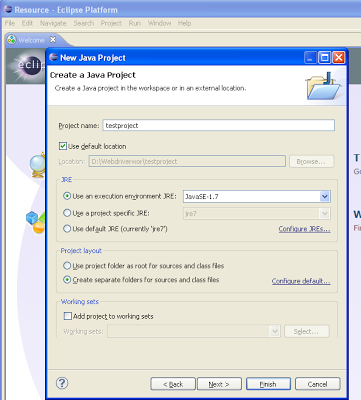 Resource - Eclipse Platform
File Edit Navigate Search Project Run Window Help
Welcome
eclip
New Java Project
Create a Java Project
Create a Java project in the workspace or in an external location.
Project name: testproject
Use default location
Location: D:\Webdriverwor\testproject Browse...
JRE
Use an execution environment JRE: JavaSE-1.7
Use a project specific JRE: jre7
Use default JRE (currently 'jre7') Configure JREs...
Project layout
Use project folder as root for sources and class files
Create separate folders for sources and class files Configure default...
Working sets
Add project to working sets
Working sets: Select...
T
Go
W
Fin
? < Back Next > Finish Cancel